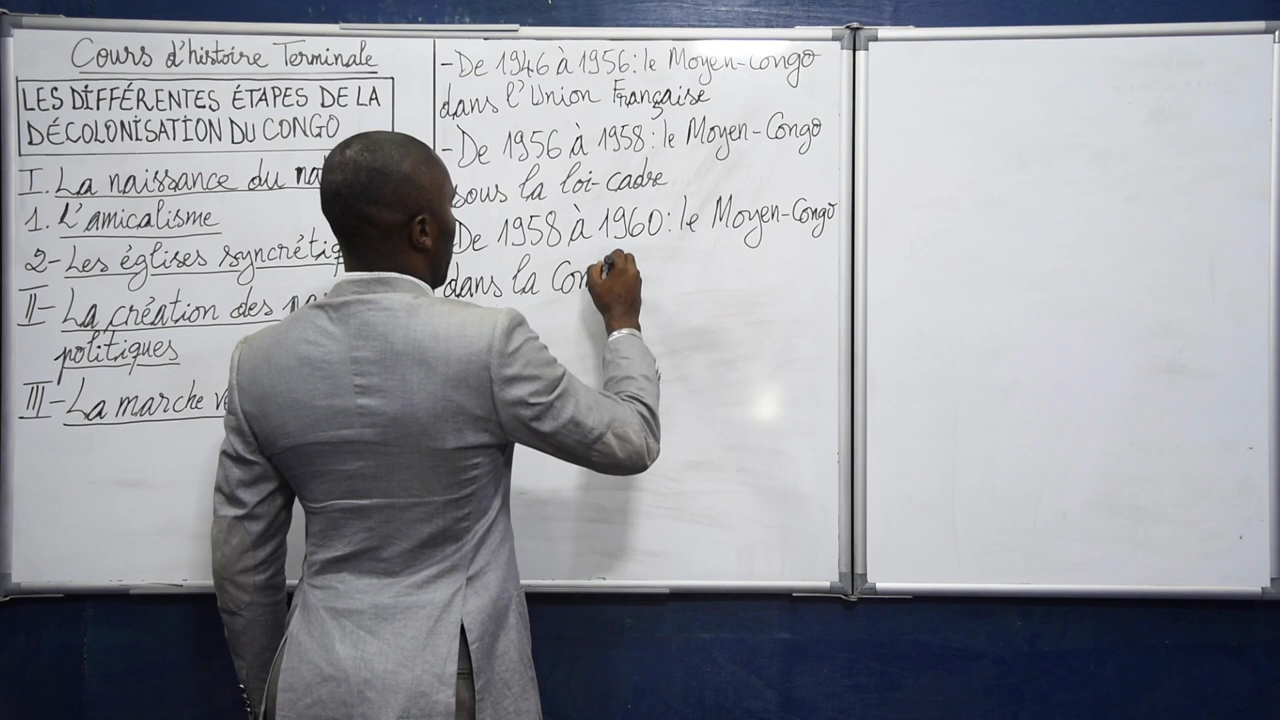 Cours d'histoire Terminale
LES DIFFÉRENTES ÉTAPES DE LA
DÉCOLONISATION DU CONGO
I. La naissance du
1. L'amicalisme
2- Les églises
II- La création des
politiques
III- La marche
- De 1946 à 1956: le Moyen-Congo
dans l'Union Française
- De 1956 à 1958: le Moyen-Congo
sous la loi-cadre
De 1958 à 1960: le Moyen-Congo
dans la